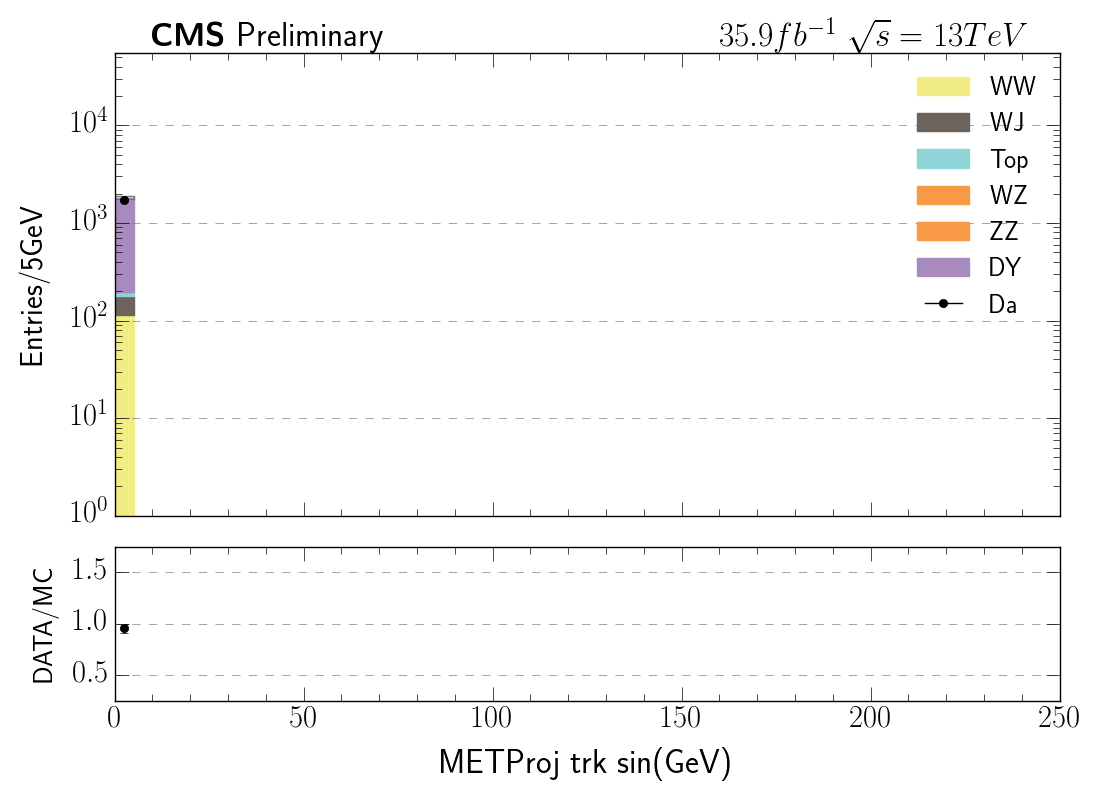 CMS Preliminary
35.9fb⁻¹ √s = 13TeV
WW
WJ
Top
WZ
ZZ
DY
Da
Entries/5GeV
10⁴
10³
10²
10¹
10⁰
DATA/MC
1.5
1.0
0.5
0 50 100 150 200 250
METProj trk sin(GeV)